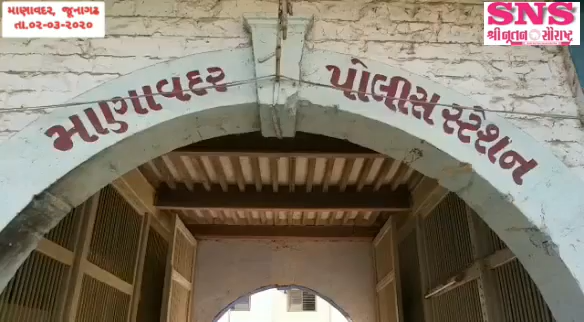 માણાવદર, જૂનાગઢ
તા.૦૨-૦૩-૨૦૨૦
SNS
શ્રી નૂતન સૌરાષ્ટ્ર
માણાવદર પોલીસ સ્ટેશન